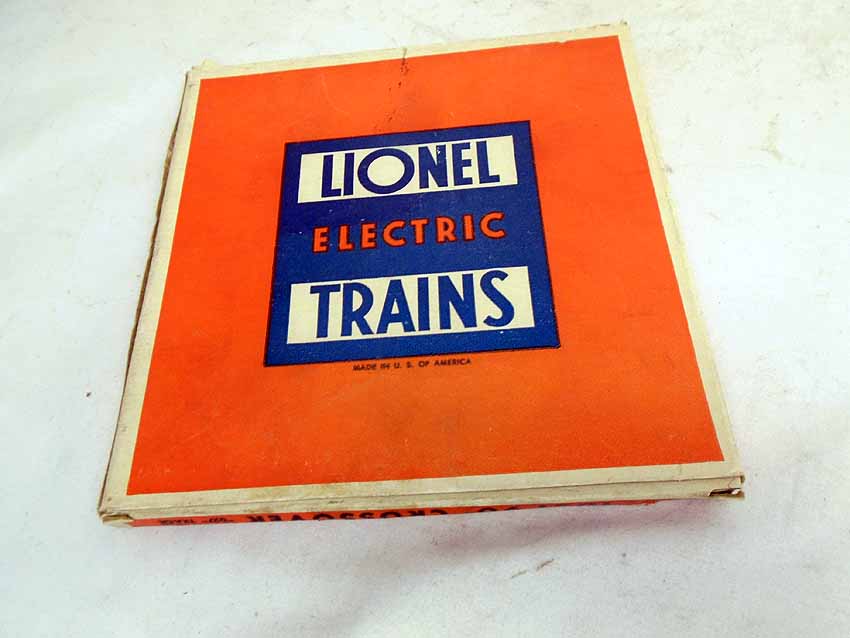 LIONEL
ELECTRIC
TRAINS
MADE IN U. S. OF AMERICA
CROSSOVER